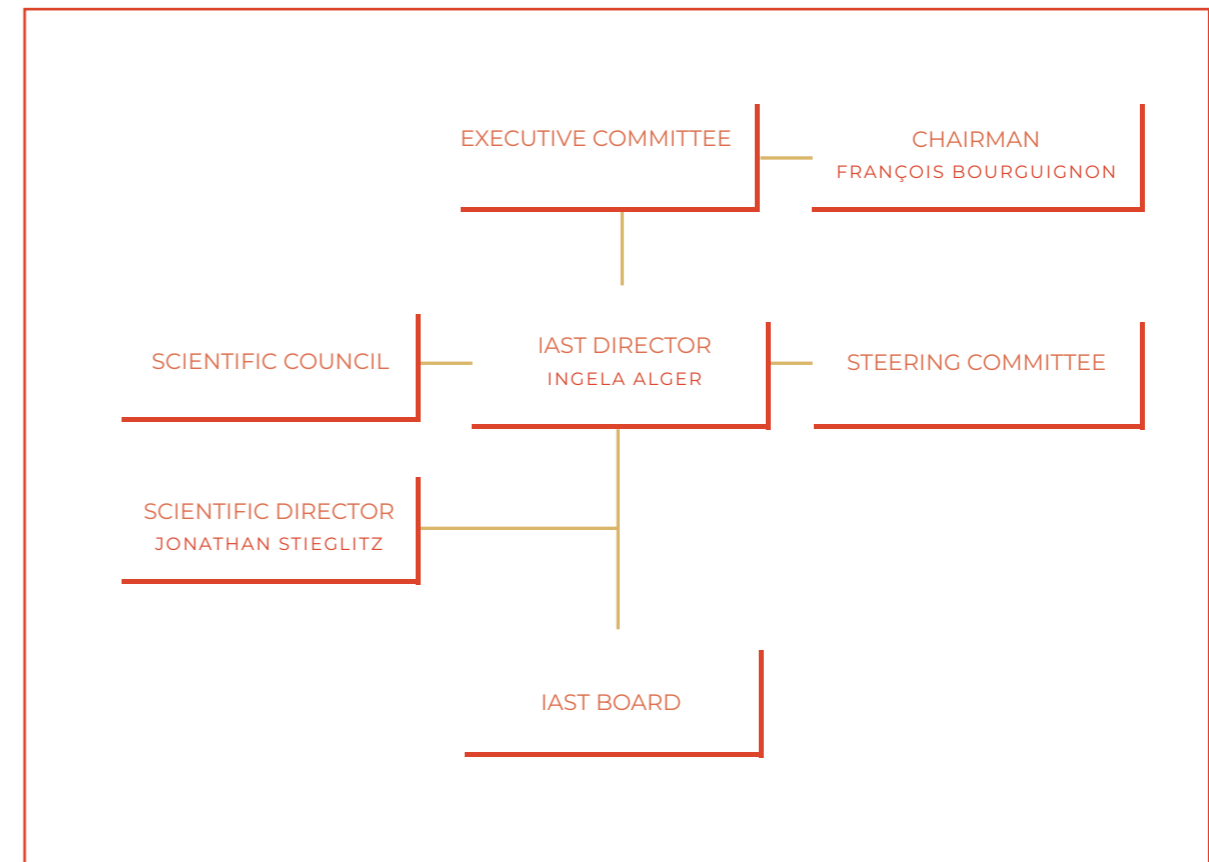 EXECUTIVE COMMITTEE
CHAIRMAN
FRANÇOIS BOURGUIGNON
SCIENTIFIC COUNCIL
IAST DIRECTOR
INGELA ALGER
STEERING COMMITTEE
SCIENTIFIC DIRECTOR
JONATHAN STIEGLITZ
IAST BOARD